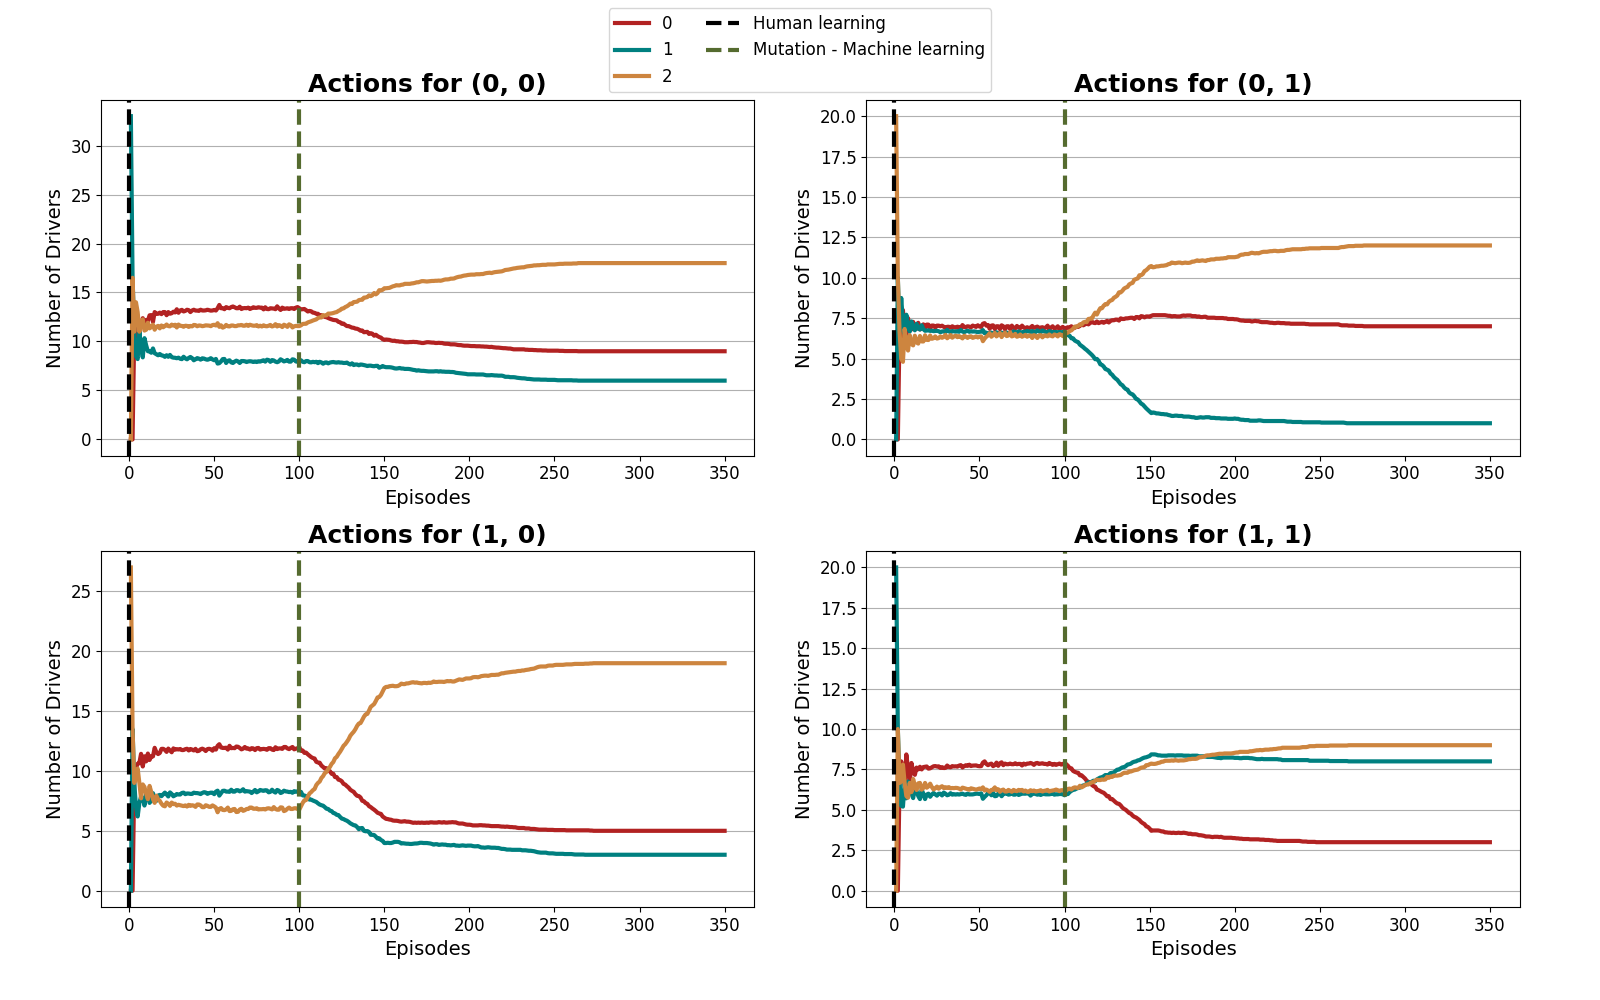 0
1
2
Human learning
Mutation - Machine learning
Actions for (0, 0)
Number of Drivers
30
25
20
15
10
5
0
0 50 100 150 200 250 300 350
Episodes
Actions for (0, 1)
Number of Drivers
20.0
17.5
15.0
12.5
10.0
7.5
5.0
2.5
0.0
0 50 100 150 200 250 300 350
Episodes
Actions for (1, 0)
Number of Drivers
25
20
15
10
5
0
0 50 100 150 200 250 300 350
Episodes
Actions for (1, 1)
Number of Drivers
20.0
17.5
15.0
12.5
10.0
7.5
5.0
2.5
0.0
0 50 100 150 200 250 300 350
Episodes